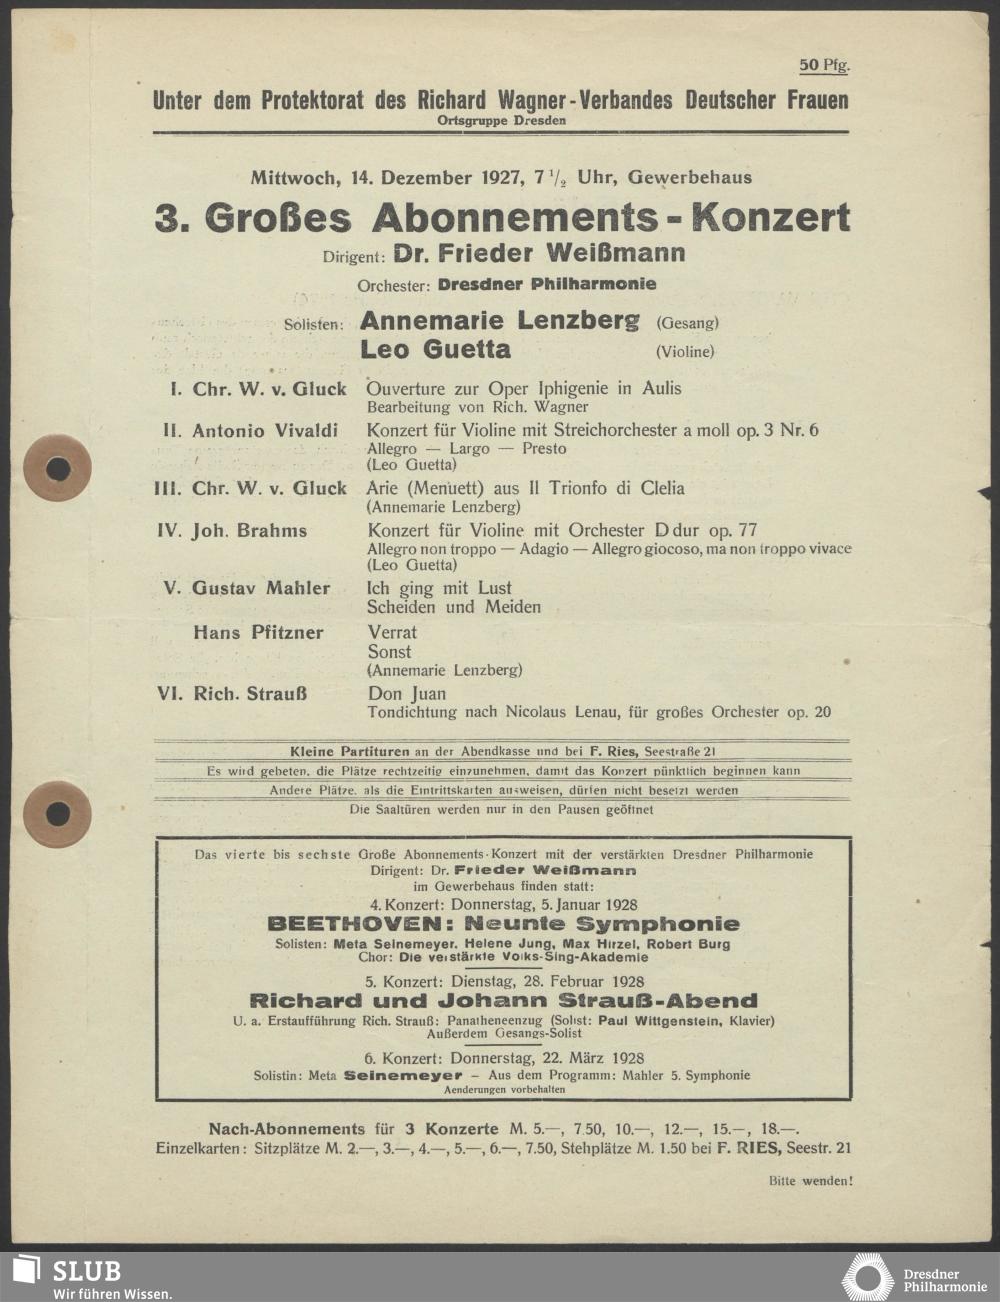 50 Pfg.
Unter dem Protektorat des Richard Wagner-Verbandes Deutscher Frauen
Ortsgruppe Dresden
Mittwoch, 14. Dezember 1927, 7 1/2 Uhr, Gewerbehaus
3. Großes Abonnements-Konzert
Dirigent: Dr. Frieder Weißmann
Orchester: Dresdner Philharmonie
Solisten: Annemarie Lenzberg (Gesang)
Leo Guetta (Violine)
I. Chr. W. v. Gluck Ouverture zur Oper Iphigenie in Aulis
Bearbeitung von Rich. Wagner
II. Antonio Vivaldi Konzert für Violine mit Streichorchester a moll op. 3 Nr. 6
Allegro — Largo — Presto
(Leo Guetta)
III. Chr. W. v. Gluck Arie (Menuett) aus Il Trionfo di Clelia
(Annemarie Lenzberg)
IV. Joh. Brahms Konzert für Violine mit Orchester D dur op. 77
Allegro non troppo — Adagio — Allegro giocoso, ma non troppo vivace
(Leo Guetta)
V. Gustav Mahler Ich ging mit Lust
Scheiden und Meiden
Hans Pfitzner Verrat
Sonst
(Annemarie Lenzberg)
VI. Rich. Strauß Don Juan
Tondichtung nach Nicolaus Lenau, für großes Orchester op. 20
Kleine Partituren an der Abendkasse und bei F. Ries, Seestraße 21
Es wird gebeten, die Plätze rechtzeitig einzunehmen, damit das Konzert pünktlich beginnen kann
Andere Plätze, als die Eintrittskarten ausweisen, dürfen nicht besetzt werden
Die Saaltüren werden nur in den Pausen geöffnet
Das vierte bis sechste Große Abonnements-Konzert mit der verstärkten Dresdner Philharmonie
Dirigent: Dr. Frieder Weißmann
im Gewerbehaus finden statt:
4. Konzert: Donnerstag, 5. Januar 1928
BEETHOVEN: Neunte Symphonie
Solisten: Meta Seinemeyer, Helene Jung, Max Hirzel, Robert Burg
Chor: Die verstärkte Volks-Sing-Akademie
5. Konzert: Dienstag, 28. Februar 1928
Richard und Johann Strauß-Abend
U. a. Erstaufführung Rich. Strauß: Panatheneenzug (Solist: Paul Wittgenstein, Klavier)
Außerdem Gesangs-Solist
6. Konzert: Donnerstag, 22. März 1928
Solistin: Meta Seinemeyer – Aus dem Programm: Mahler 5. Symphonie
Aenderungen vorbehalten
Nach-Abonnements für 3 Konzerte M. 5.—, 7.50, 10.—, 12.—, 15.—, 18.—.
Einzelkarten: Sitzplätze M. 2.—, 3.—, 4.—, 5.—, 6.—, 7.50, Stehplätze M. 1.50 bei F. RIES, Seestr. 21
Bitte wenden!
SLUB
Wir führen Wissen.
Dresdner
Philharmonie